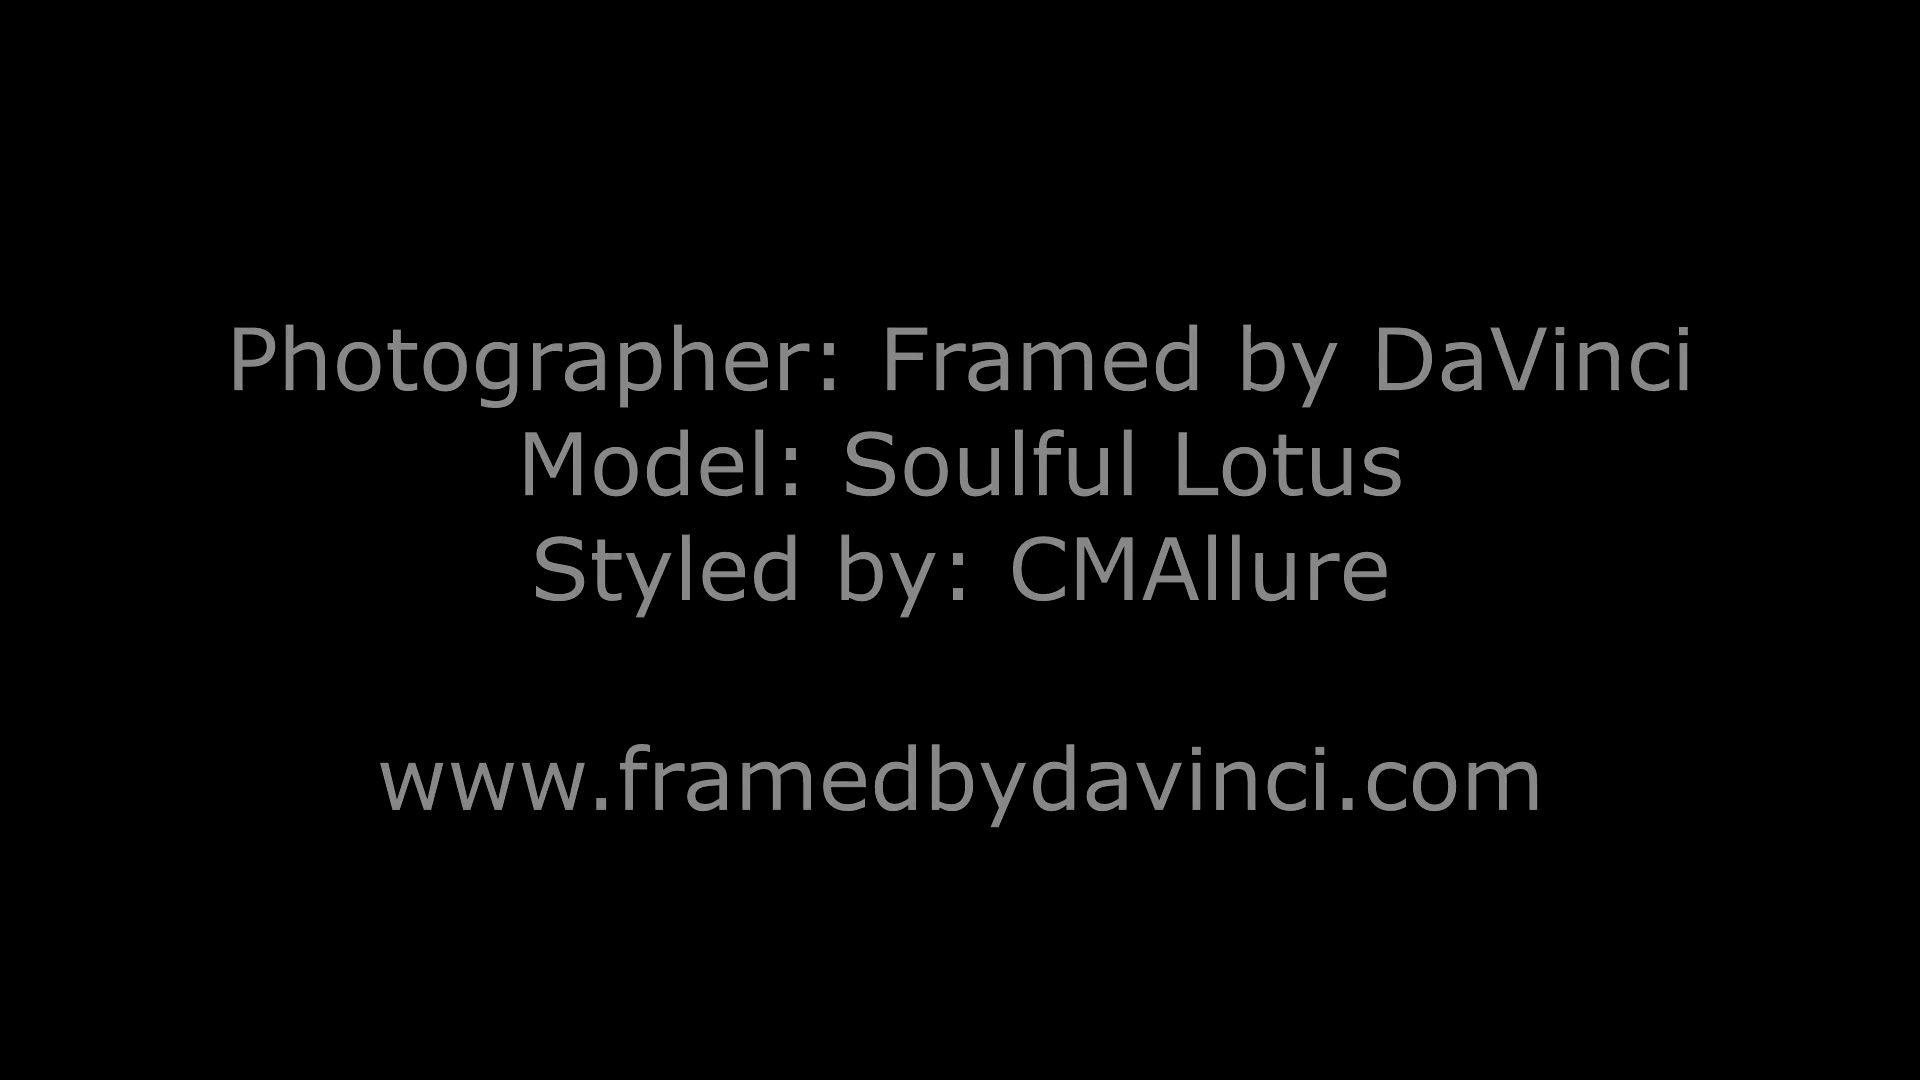 Photographer: Framed by DaVinci
Model: Soulful Lotus
Styled by: CMAllure
www.framedbydavinci.com